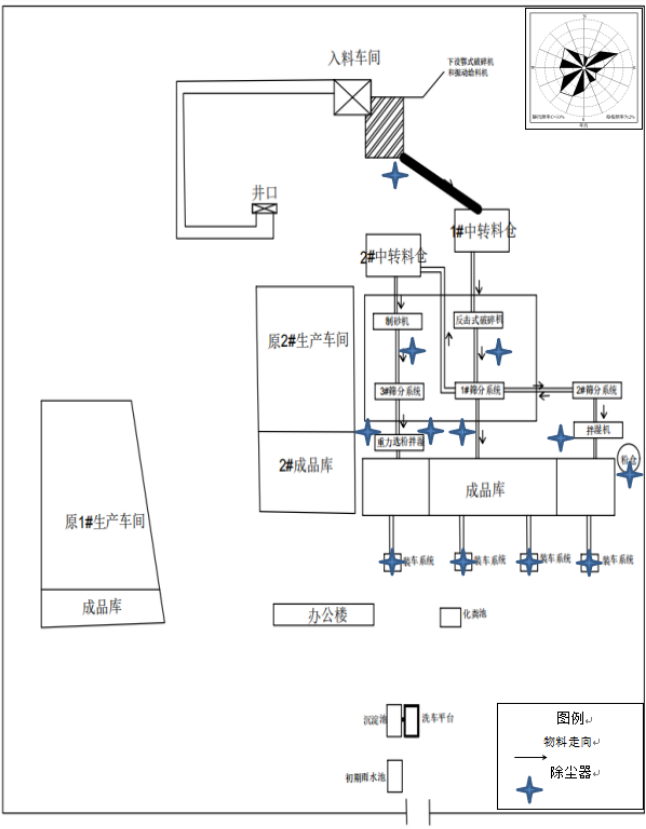 入料车间
下设鄂式破碎机
和振动给料机
井口
1#中转料仓
2#中转料仓
制砂机
反击式破碎机
原2#生产车间
3#筛分系统
1#筛分系统
2#筛分系统
重力选粉拌湿
拌湿机
粉仓
2#成品库
成品库
原1#生产车间
成品库
装车系统
装车系统
装车系统
装车系统
办公楼
化粪池
沉淀池
洗车平台
初期雨水池
图例
物料走向
除尘器